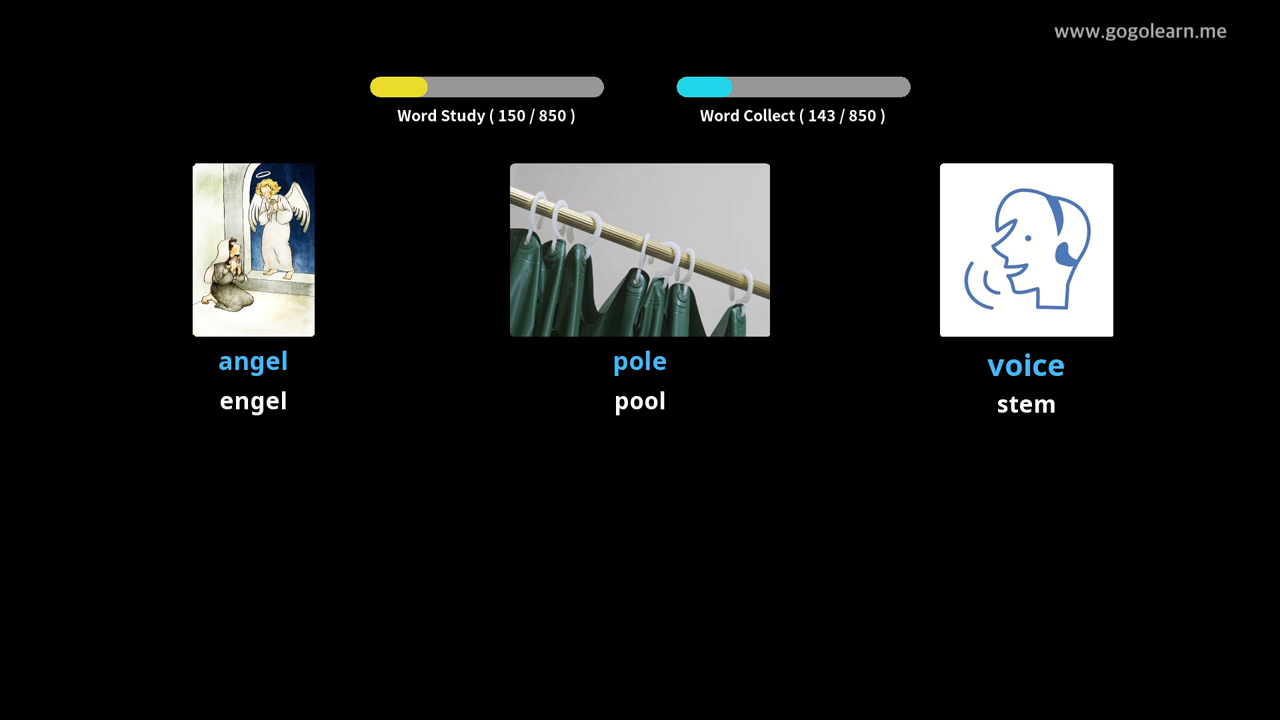 www.gogolearn.me
Word Study ( 150 / 850 )
Word Collect ( 143 / 850 )
angel
engel
pole
pool
voice
stem